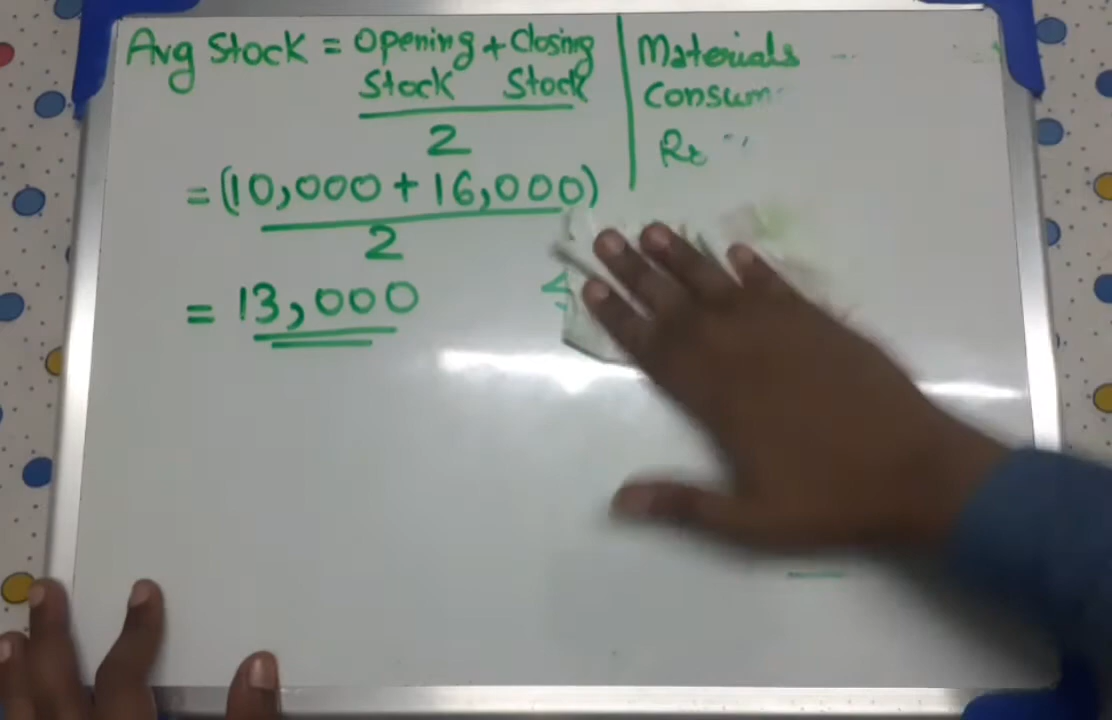 Avg Stock = Opening + Closing
Stock Stock
2
= (10,000 + 16,000)
2
= 13,000
Materials
Consum